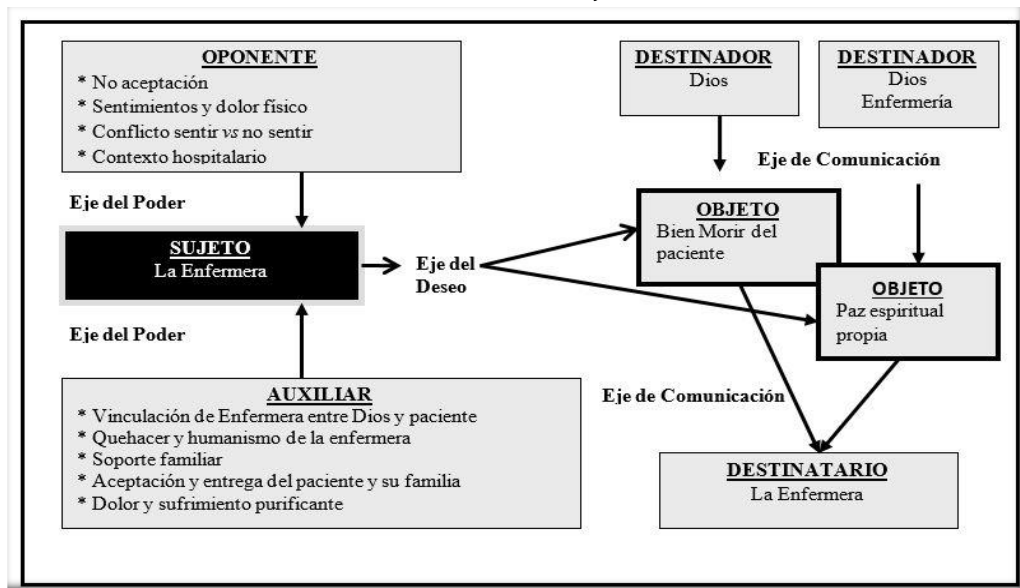 OPONENTE
* No aceptación
* Sentimientos y dolor físico
* Conflicto sentir vs no sentir
* Contexto hospitalario
DESTINADOR
Dios
DESTINADOR
Dios
Enfermería
Eje de Comunicación
Eje del Poder
SUJETO
La Enfermera
Eje del
Deseo
OBJETO
Bien Morir del
paciente
OBJETO
Paz espiritual
propia
Eje del Poder
AUXILIAR
* Vinculación de Enfermera entre Dios y paciente
* Quehacer y humanismo de la enfermera
* Soporte familiar
* Aceptación y entrega del paciente y su familia
* Dolor y sufrimiento purificante
Eje de Comunicación
DESTINATARIO
La Enfermera